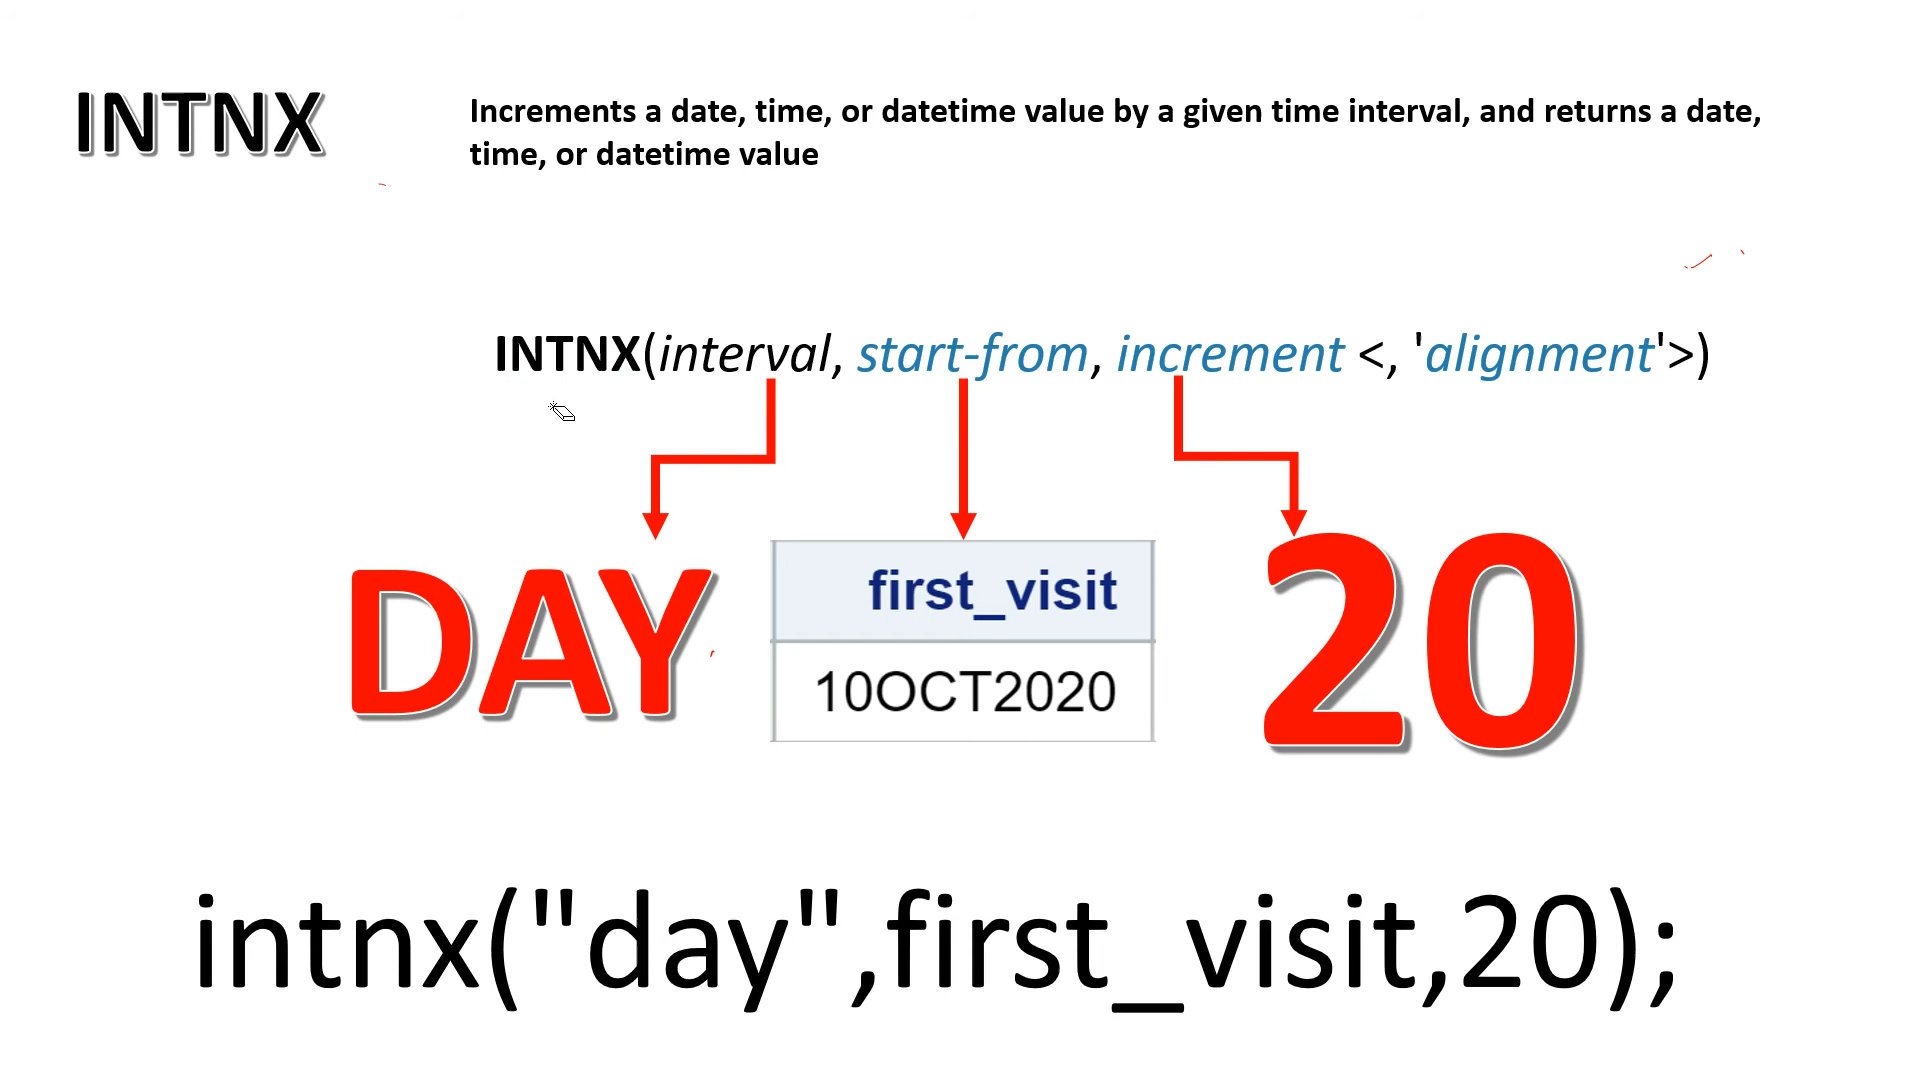 INTNX
Increments a date, time, or datetime value by a given time interval, and returns a date,
time, or datetime value
INTNX(interval, start-from, increment <, 'alignment'>)
DAY
first_visit
10OCT2020
20
intnx("day",first_visit,20);